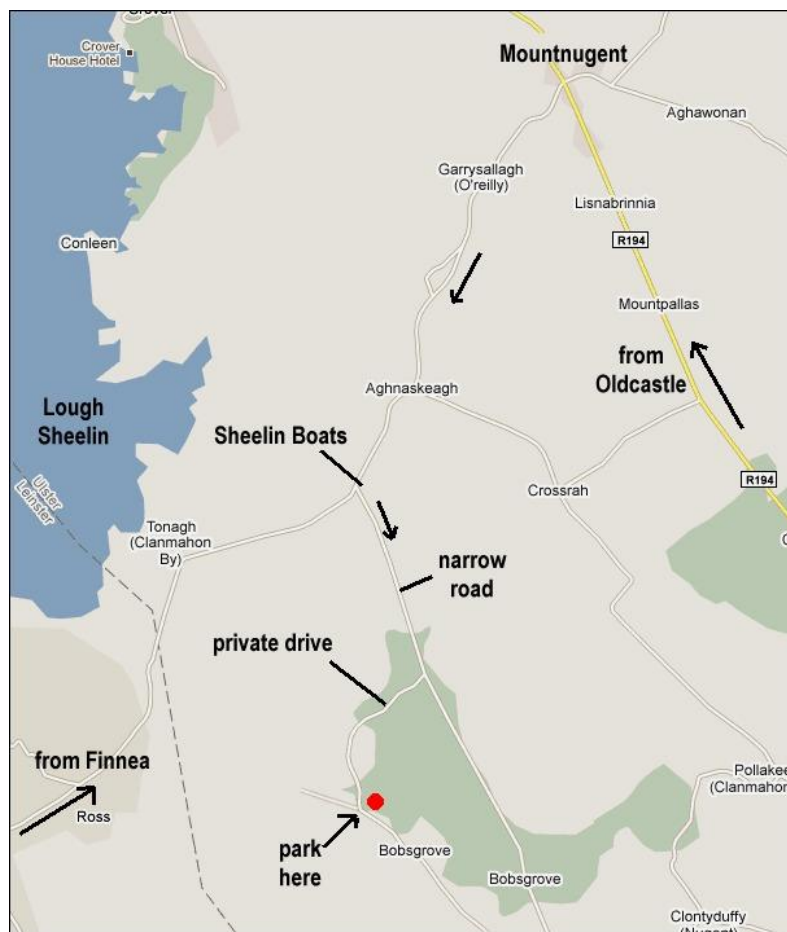 Crover
Crover
House Hotel
Mountnugent
Aghawonan
Garrysallagh
(O'reilly)
Lisnabrinnia
R194
Conleen
Mountpallas
from
Oldcastle
Aghnaskeagh
Lough
Sheelin
Sheelin Boats
R194
Crossrah
Ulster
Leinster
Tonagh
(Clanmahon
By)
narrow
road
private drive
from Finnea
Ross
Pollakee
(Clanmahon
park
here
Bobsgrove
Bobsgrove
Clontyduffy
(Nugent)